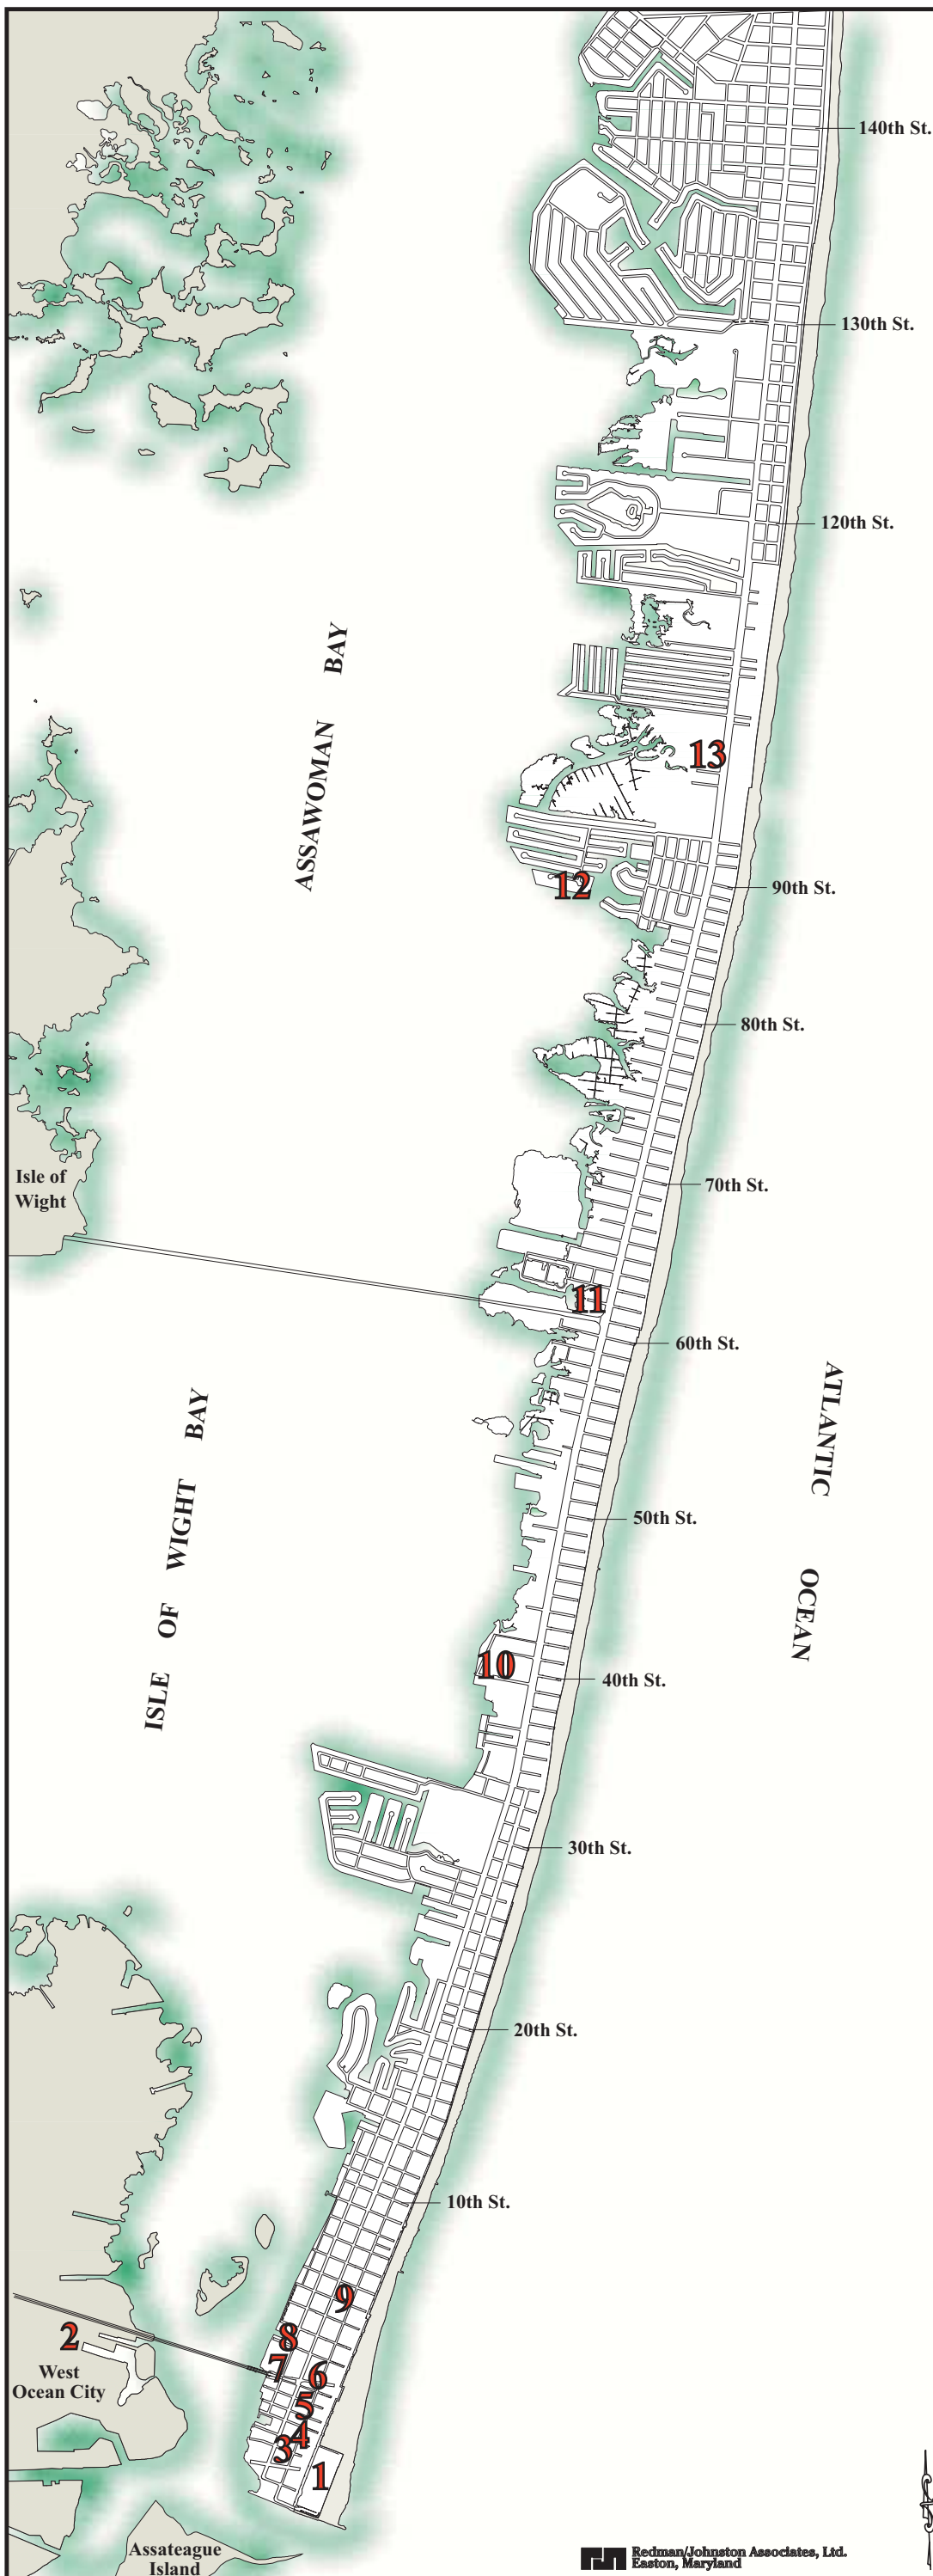 140th St.
130th St.
120th St.
ASSAWOMAN BAY
13
12
90th St.
80th St.
Isle of
Wight
70th St.
11
60th St.
ATLANTIC OCEAN
ISLE OF WIGHT BAY
50th St.
10
40th St.
30th St.
20th St.
10th St.
9
8
2
7
6
West
Ocean City
5
4
3
1
Assateague
Island
Redman/Johnston Associates, Ltd.
Easton, Maryland